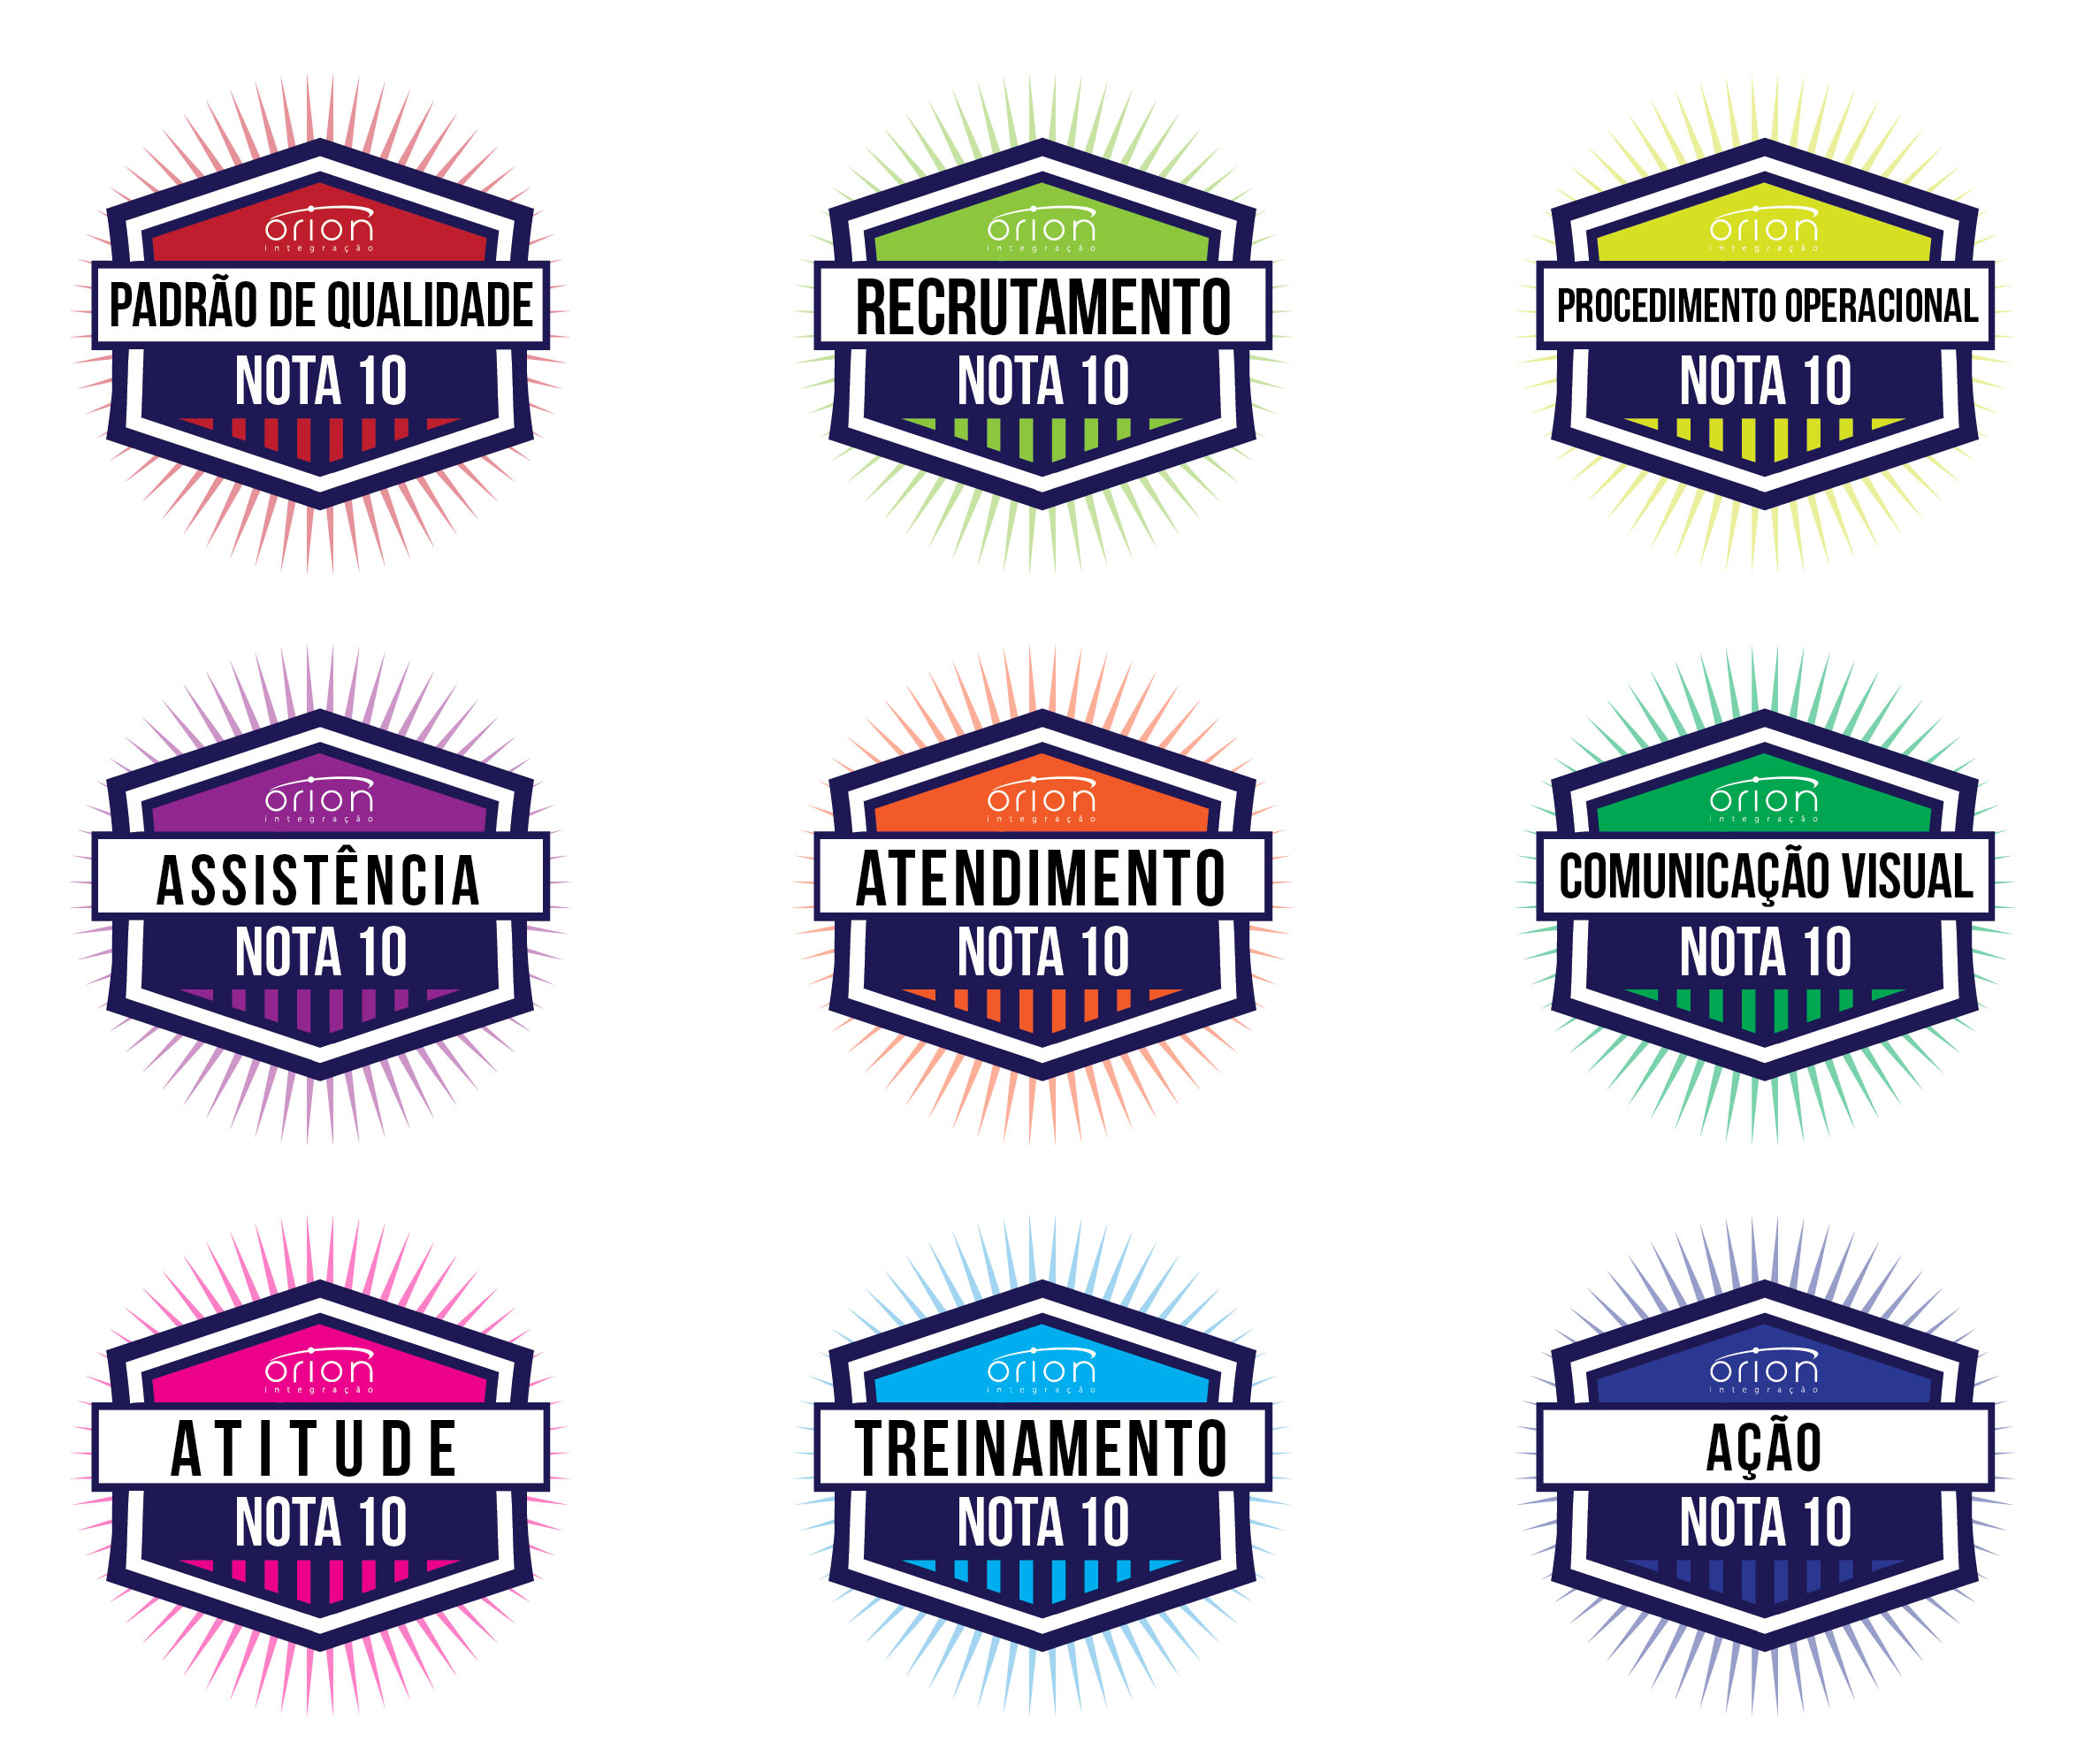 orion
integração
PADRÃO DE QUALIDADE
NOTA 10
orion
integração
RECRUTAMENTO
NOTA 10
orion
integração
PROCEDIMENTO OPERACIONAL
NOTA 10
orion
integração
ASSISTÊNCIA
NOTA 10
orion
integração
ATENDIMENTO
NOTA 10
orion
integração
COMUNICAÇÃO VISUAL
NOTA 10
orion
integração
ATITUDE
NOTA 10
orion
integração
TREINAMENTO
NOTA 10
orion
integração
AÇÃO
NOTA 10